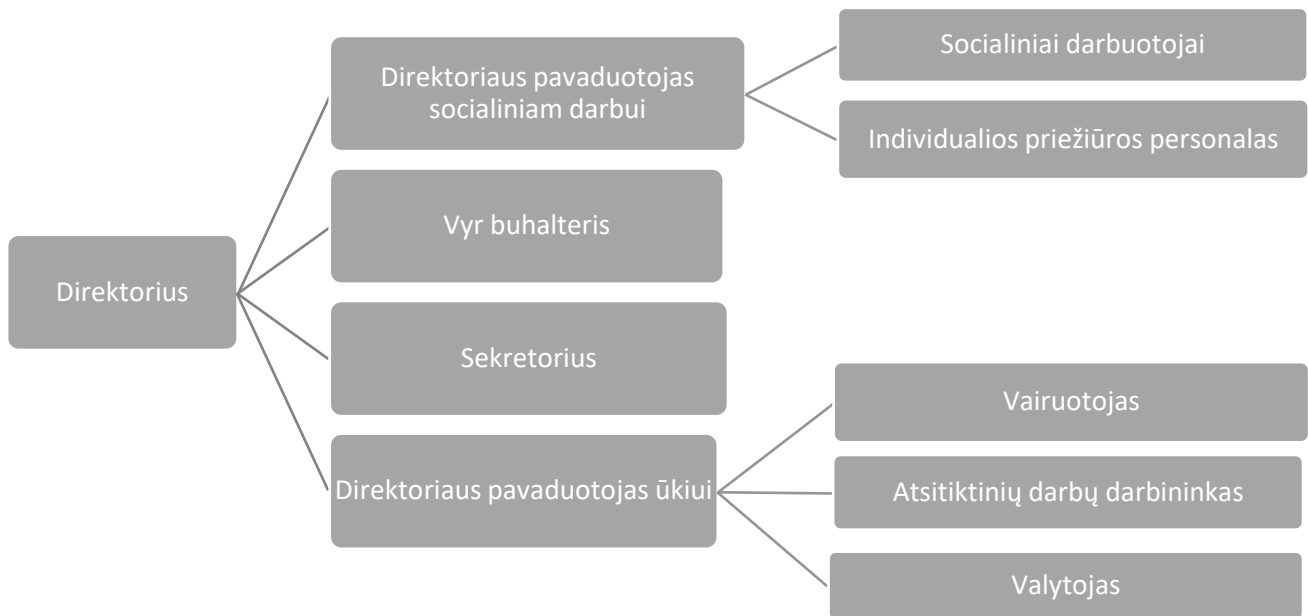 Direktorius
Direktoriaus pavaduotojas
socialiniam darbui
Socialiniai darbuotojai
Individualios priežiūros personalas
Vyr buhalteris
Sekretorius
Direktoriaus pavaduotojas ūkiui
Vairuotojas
Atsitiktinių darbų darbininkas
Valytojas